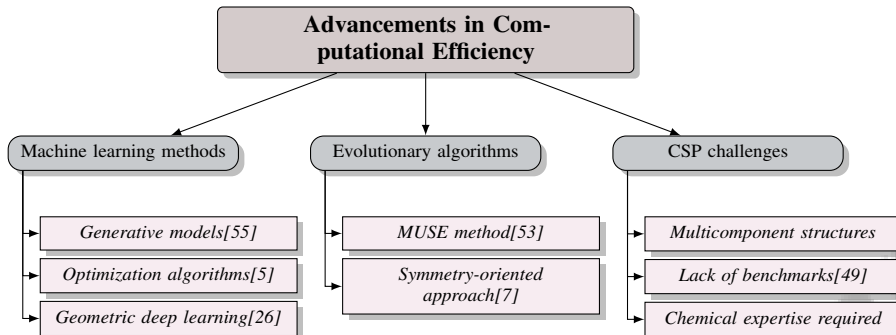 Advancements in Com-
putational Efficiency
Machine learning methods
Evolutionary algorithms
CSP challenges
Generative models[55]
Optimization algorithms[5]
Geometric deep learning[26]
MUSE method[53]
Symmetry-oriented
approach[7]
Multicomponent structures
Lack of benchmarks[49]
Chemical expertise required